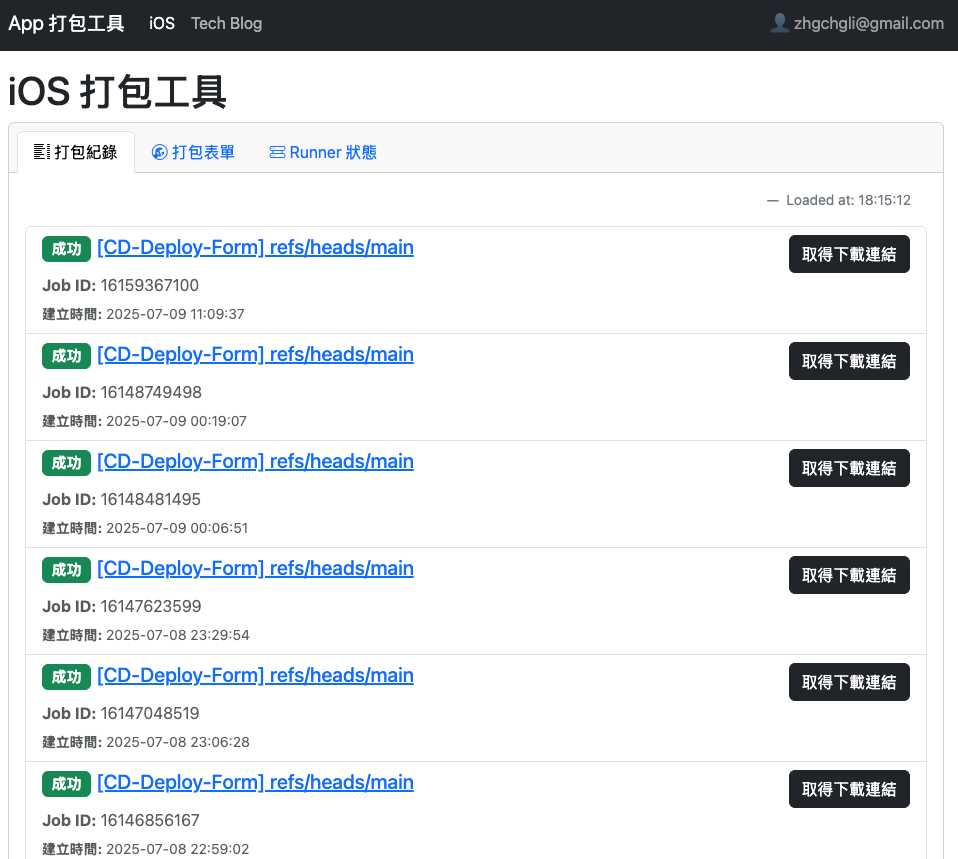 App 打包工具 iOS Tech Blog zhgchgli@gmail.com
iOS 打包工具
打包紀錄 打包表單 Runner 狀態
— Loaded at: 18:15:12
成功 [CD-Deploy-Form] refs/heads/main 取得下載連結
Job ID: 16159367100
建立時間: 2025-07-09 11:09:37
成功 [CD-Deploy-Form] refs/heads/main 取得下載連結
Job ID: 16148749498
建立時間: 2025-07-09 00:19:07
成功 [CD-Deploy-Form] refs/heads/main 取得下載連結
Job ID: 16148481495
建立時間: 2025-07-09 00:06:51
成功 [CD-Deploy-Form] refs/heads/main 取得下載連結
Job ID: 16147623599
建立時間: 2025-07-08 23:29:54
成功 [CD-Deploy-Form] refs/heads/main 取得下載連結
Job ID: 16147048519
建立時間: 2025-07-08 23:06:28
成功 [CD-Deploy-Form] refs/heads/main 取得下載連結
Job ID: 16146856167
建立時間: 2025-07-08 22:59:02